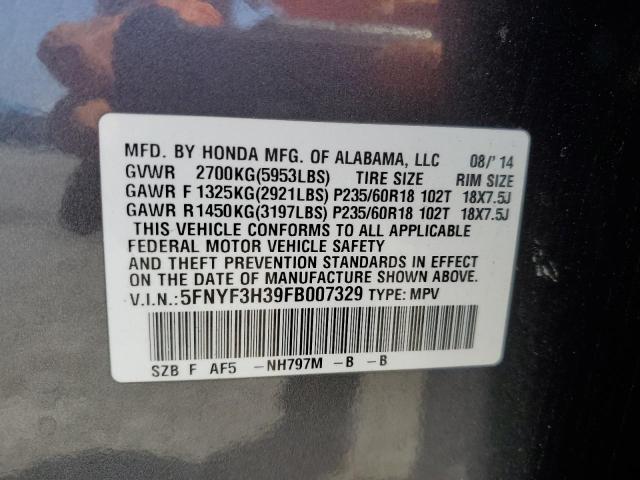 MFD. BY HONDA MFG. OF ALABAMA, LLC 08/'14
GVWR 2700KG(5953LBS) TIRE SIZE RIM SIZE
GAWR F 1325KG(2921LBS) P235/60R18 102T 18X7.5J
GAWR R1450KG(3197LBS) P235/60R18 102T 18X7.5J
THIS VEHICLE CONFORMS TO ALL APPLICABLE
FEDERAL MOTOR VEHICLE SAFETY
AND THEFT PREVENTION STANDARDS IN EFFECT
ON THE DATE OF MANUFACTURE SHOWN ABOVE.
V.I.N.: 5FNYF3H39FB007329 TYPE: MPV
SZB F AF5 -NH797M -B -B